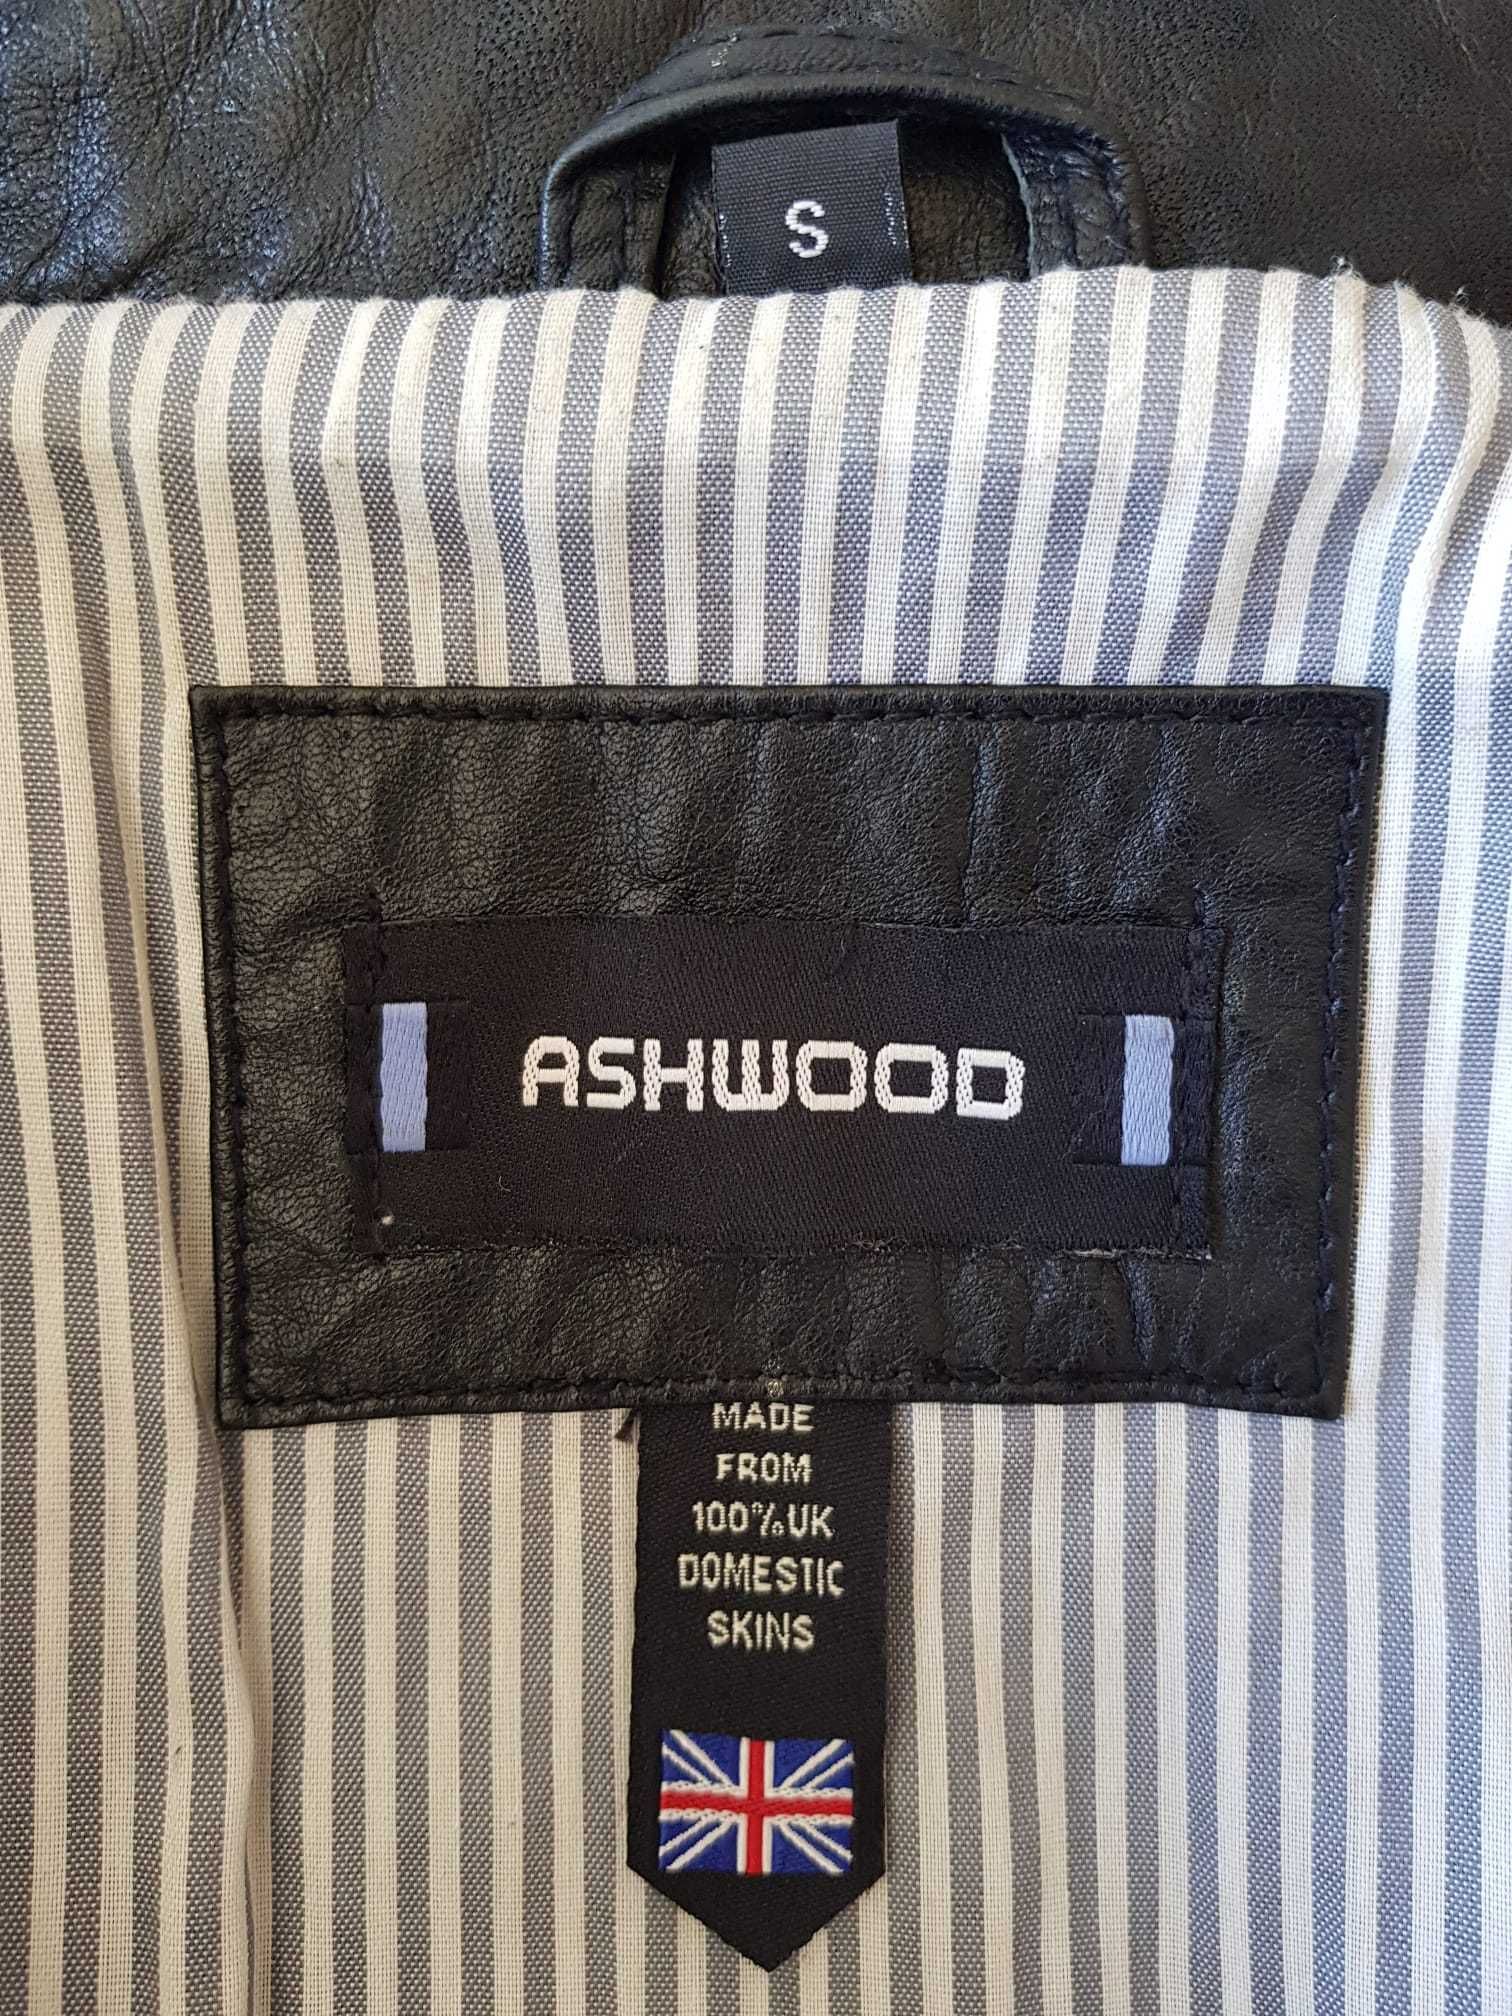 S
ASHWOOD
MADE
FROM
100% UK
DOMESTIC
SKINS